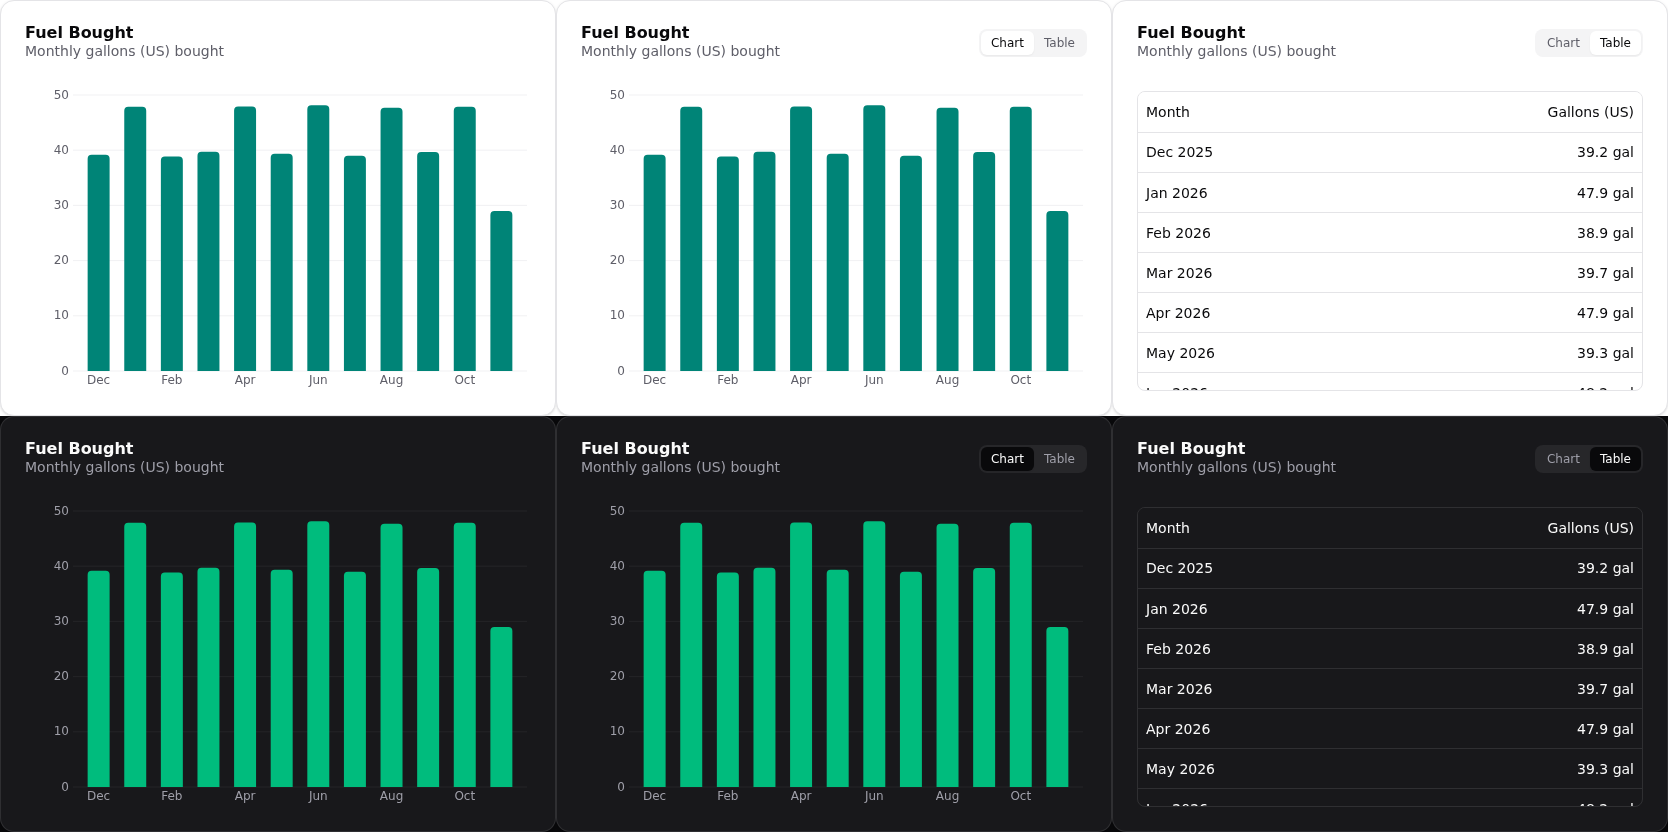 Fuel Bought
Monthly gallons (US) bought
50
40
30
20
10
0
Dec Feb Apr Jun Aug Oct
Fuel Bought
Monthly gallons (US) bought
Chart Table
50
40
30
20
10
0
Dec Feb Apr Jun Aug Oct
Fuel Bought
Monthly gallons (US) bought
Chart Table
Month Gallons (US)
Dec 2025 39.2 gal
Jan 2026 47.9 gal
Feb 2026 38.9 gal
Mar 2026 39.7 gal
Apr 2026 47.9 gal
May 2026 39.3 gal
Fuel Bought
Monthly gallons (US) bought
50
40
30
20
10
0
Dec Feb Apr Jun Aug Oct
Fuel Bought
Monthly gallons (US) bought
Chart Table
50
40
30
20
10
0
Dec Feb Apr Jun Aug Oct
Fuel Bought
Monthly gallons (US) bought
Chart Table
Month Gallons (US)
Dec 2025 39.2 gal
Jan 2026 47.9 gal
Feb 2026 38.9 gal
Mar 2026 39.7 gal
Apr 2026 47.9 gal
May 2026 39.3 gal